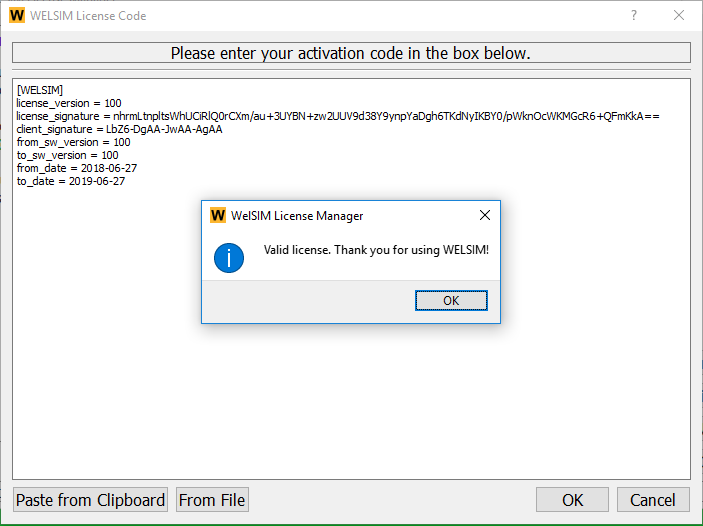 W WELSIM License Code
Please enter your activation code in the box below.
[WELSIM]
license_version = 100
license_signature = nhrmLtnpltsWhUCiRlQ0rCXm/au+3UYBN+zw2UUV9d38Y9ynpYaDgh6TKdNyIKBY0/pWknOcWKMGcR6+QFmKkA==
client_signature = LbZ6-DgAA-JwAA-AgAA
from_sw_version = 100
to_sw_version = 100
from_date = 2018-06-27
to_date = 2019-06-27
W WelSIM License Manager
Valid license. Thank you for using WELSIM!
OK
Paste from Clipboard From File OK Cancel